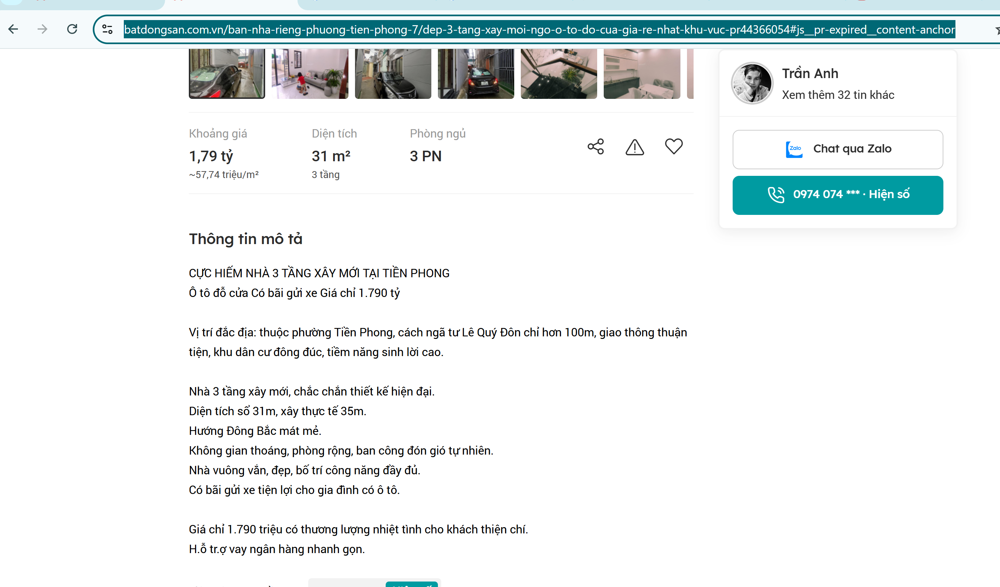 batdongsan.com.vn/ban-nha-rieng-phuong-tien-phong-7/dep-3-tang-xay-moi-ngo-o-to-do-cua-gia-re-nhat-khu-vuc-pr44366054#js__pr-expired__content-anchor
Trần Anh
Xem thêm 32 tin khác
Khoảng giá
1,79 tỷ
~57,74 triệu/m²
Diện tích
31 m²
3 tầng
Phòng ngủ
3 PN
Zalo
Chat qua Zalo
0974 074 *** · Hiện số
Thông tin mô tả
CỰC HIẾM NHÀ 3 TẦNG XÂY MỚI TẠI TIỀN PHONG
Ô tô đỗ cửa Có bãi gửi xe Giá chỉ 1.790 tỷ
Vị trí đắc địa: thuộc phường Tiền Phong, cách ngã tư Lê Quý Đôn chỉ hơn 100m, giao thông thuận
tiện, khu dân cư đông đúc, tiềm năng sinh lời cao.
Nhà 3 tầng xây mới, chắc chắn thiết kế hiện đại.
Diện tích sổ 31m, xây thực tế 35m.
Hướng Đông Bắc mát mẻ.
Không gian thoáng, phòng rộng, ban công đón gió tự nhiên.
Nhà vuông vắn, đẹp, bố trí công năng đầy đủ.
Có bãi gửi xe tiện lợi cho gia đình có ô tô.
Giá chỉ 1.790 triệu có thương lượng nhiệt tình cho khách thiện chí.
H.ỗ tr.ợ vay ngân hàng nhanh gọn.